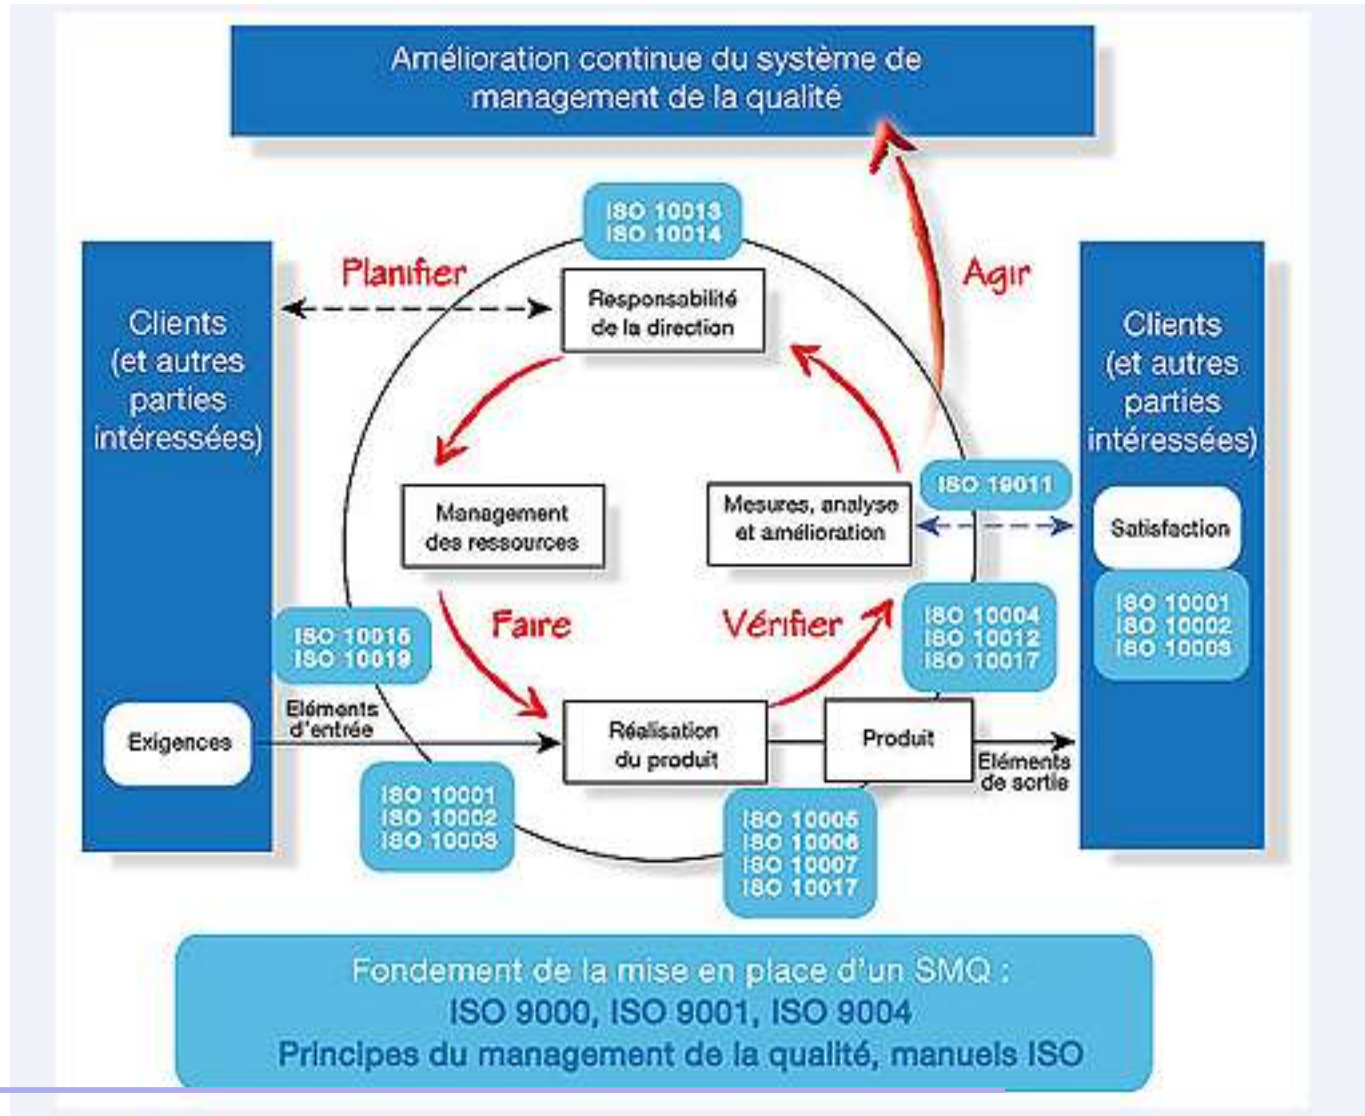 Amélioration continue du système de
management de la qualité
ISO 10013
ISO 10014
Planifier
Agir
Responsabilité
de la direction
Clients
(et autres
parties
intéressées)
Clients
(et autres
parties
intéressées)
ISO 19011
Management
des ressources
Mesures, analyse
et amélioration
Satisfaction
ISO 10001
ISO 10002
ISO 10003
Faire
Vérifier
ISO 10004
ISO 10012
ISO 10017
ISO 10015
ISO 10019
Eléments
d'entrée
Exigences
Réalisation
du produit
Produit
Eléments
de sortie
ISO 10001
ISO 10002
ISO 10003
ISO 10005
ISO 10006
ISO 10007
ISO 10017
Fondement de la mise en place d'un SMQ :
ISO 9000, ISO 9001, ISO 9004
Principes du management de la qualité, manuels ISO